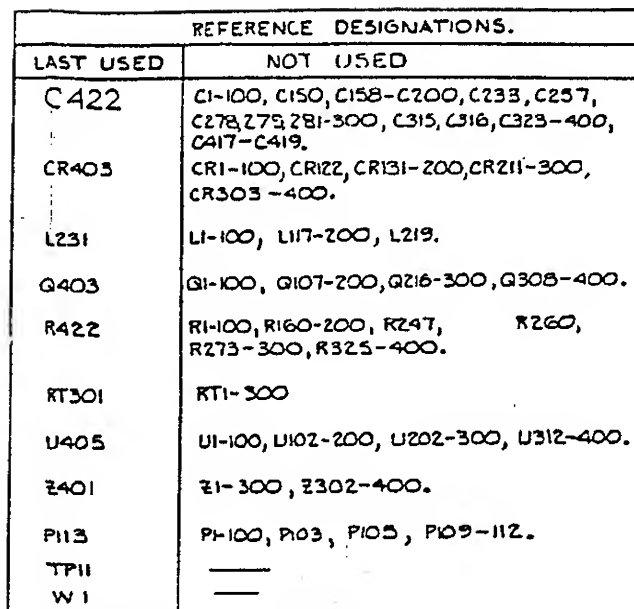 REFERENCE DESIGNATIONS.
LAST USED NOT USED
C422 C1-100, C150, C158-C200, C233, C257,
C278, 279, 281-300, C315, C316, C323-400,
C417-C419.
CR403 CR1-100, CR122, CR131-200, CR211-300,
CR303-400.
L231 L1-100, L117-200, L219.
Q403 Q1-100, Q107-200, Q216-300, Q308-400.
R422 R1-100, R160-200, R247, R260,
R273-300, R325-400.
RT301 RT1-300
U405 U1-100, U102-200, U202-300, U312-400.
Z401 Z1-300, Z302-400.
P113 P1-100, P103, P105, P109-112.
TP11 —
W1 —